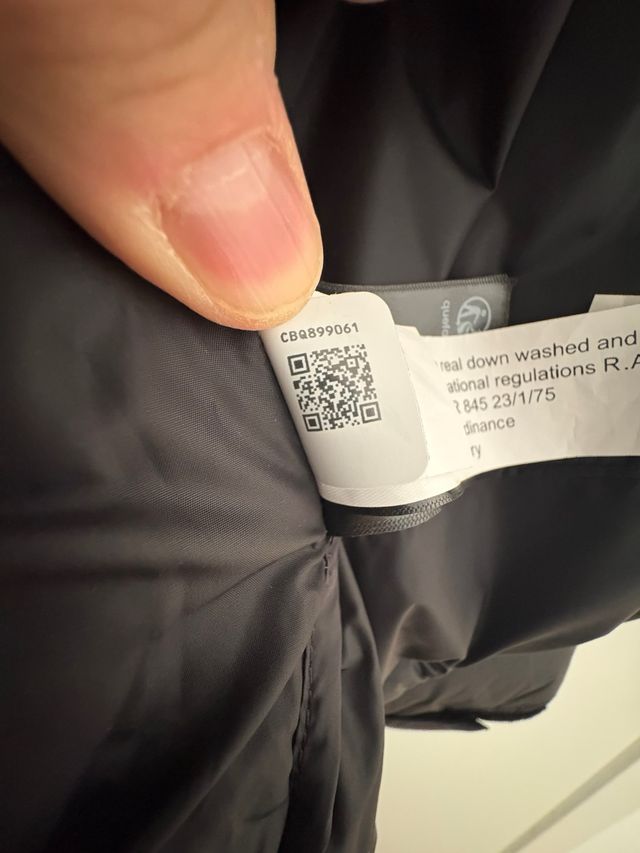 CBQ899061
real down washed and
ational regulations R.A
R 845 23/1/75
dinance
ry